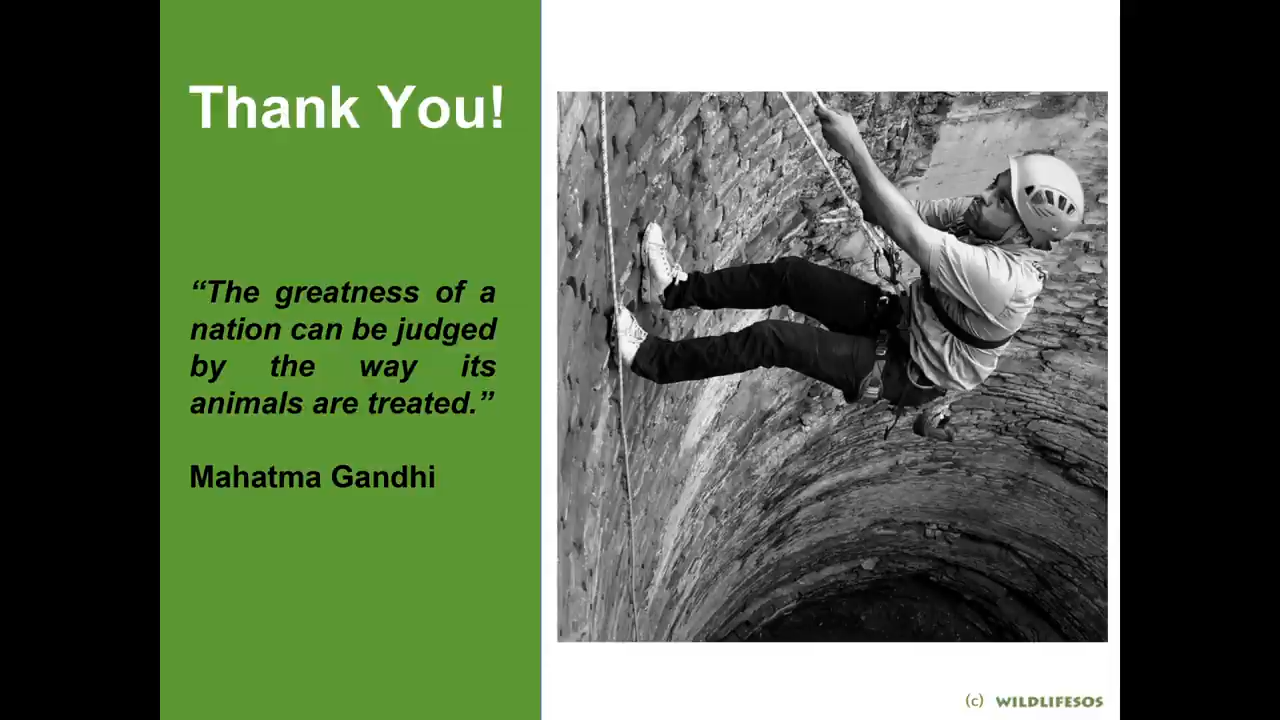 Thank You!
“The greatness of a
nation can be judged
by the way its
animals are treated.”
Mahatma Gandhi
(c) WILDLIFESOS